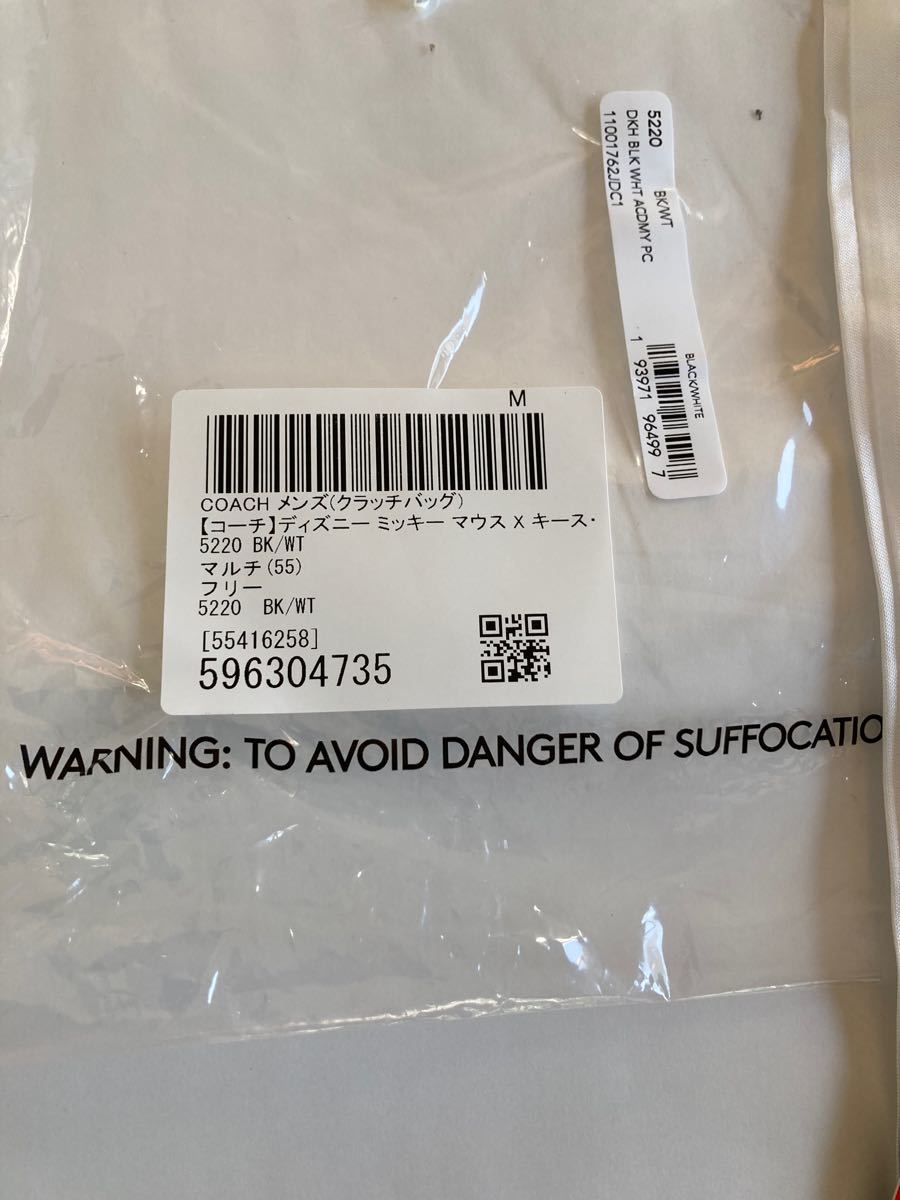 5220 BK/WT
DKH BLK WHT ACDMY PC
11001762JDC1
BLACK/WHITE
1 93971 96499 7
M
COACH メンズ(クラッチバッグ)
【コーチ】ディズニー ミッキー マウス X キース・
5220 BK/WT
マルチ(55)
フリー
5220 BK/WT
[55416258]
596304735
WARNING: TO AVOID DANGER OF SUFFOCATIO